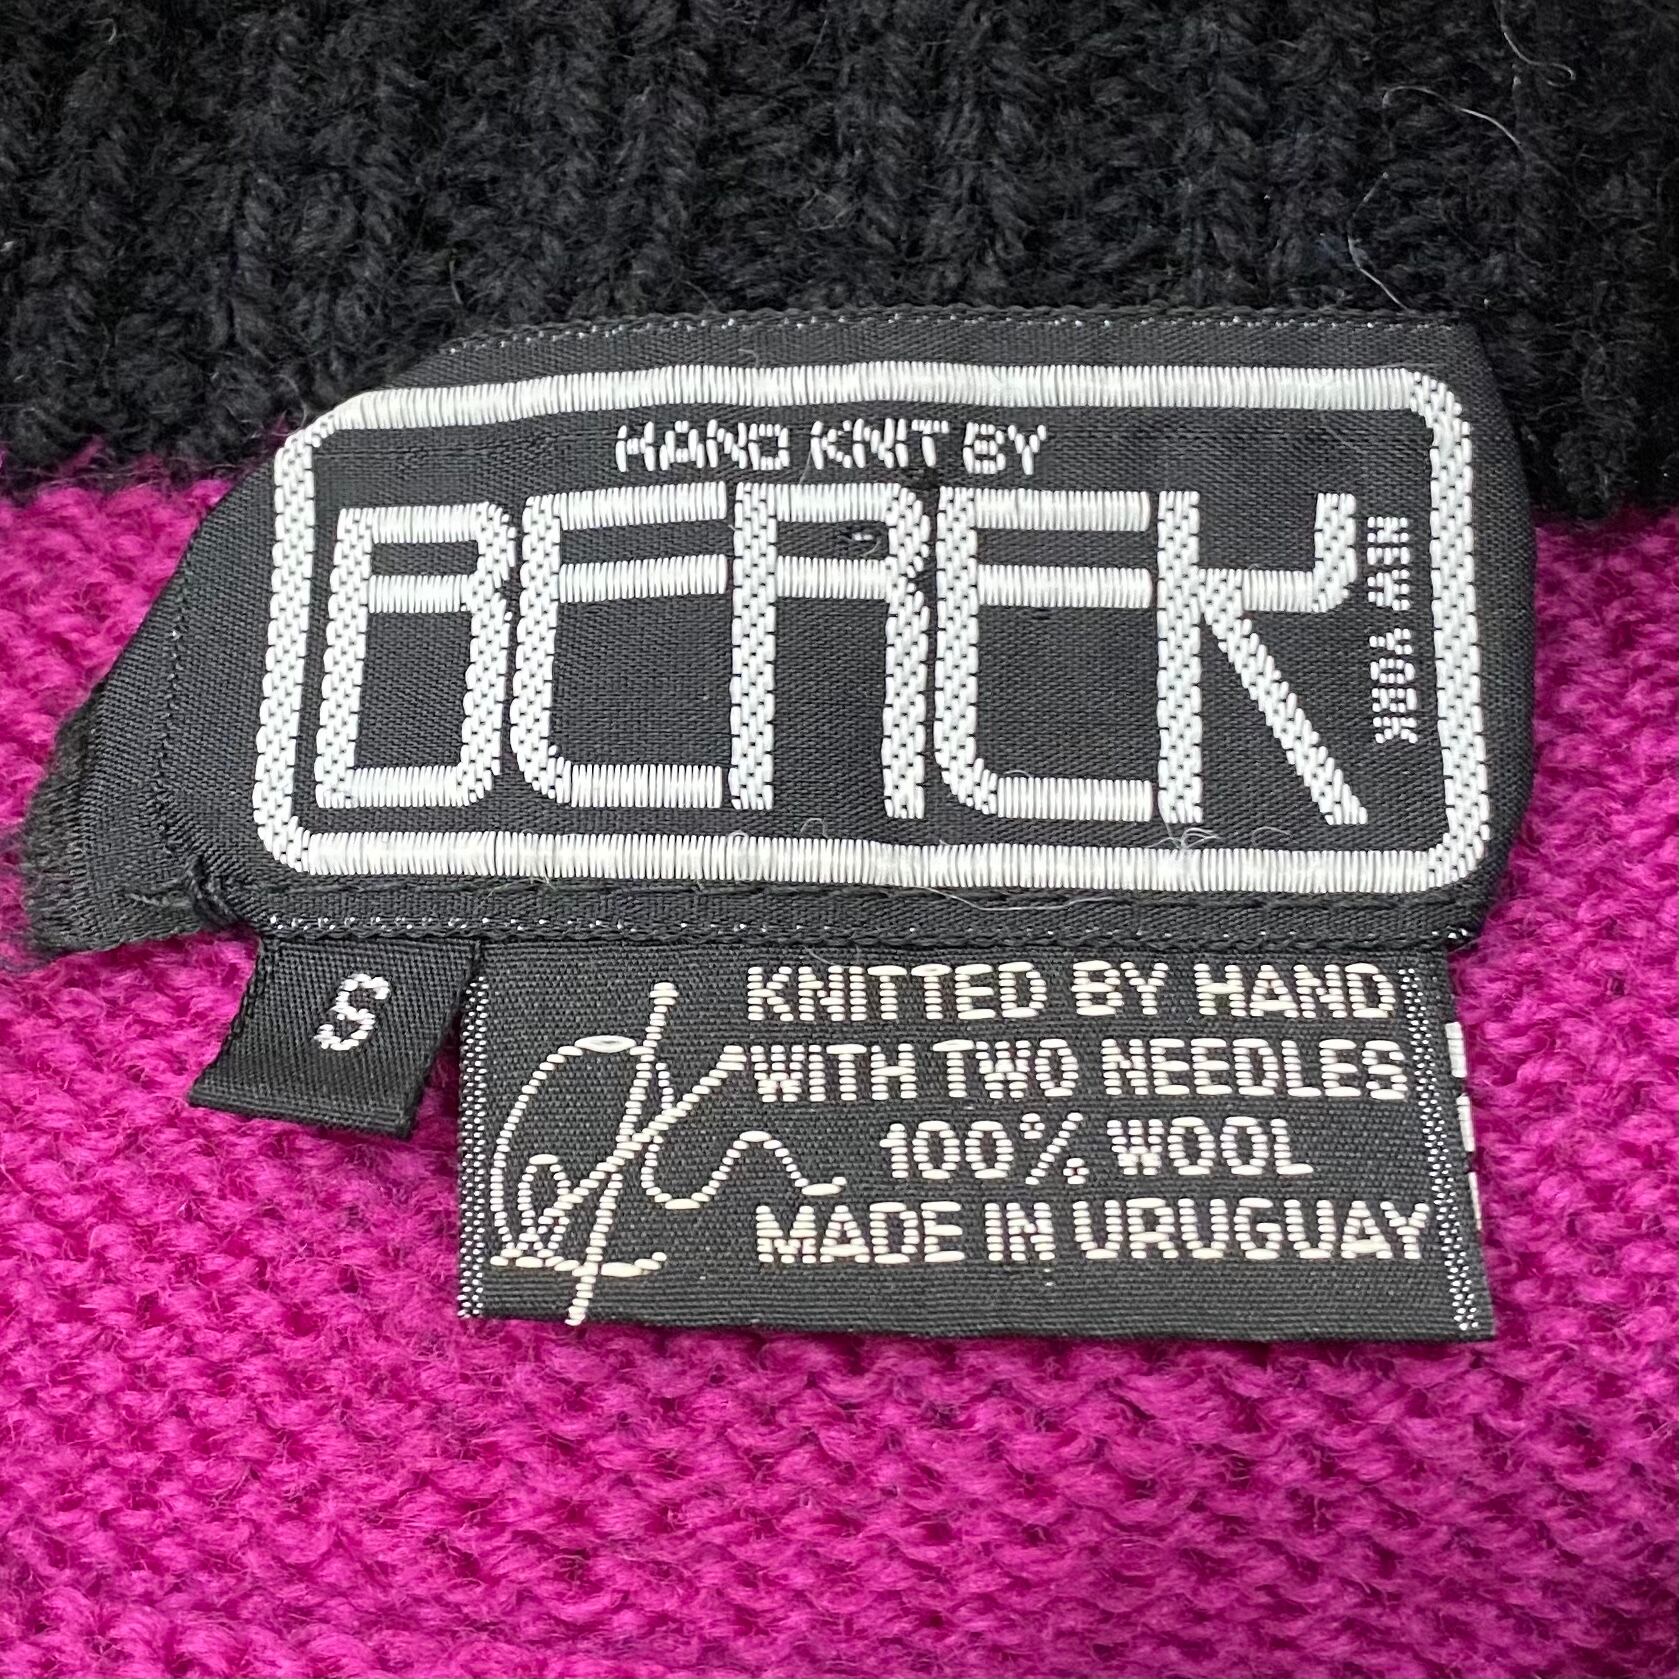 HAND KNIT BY
BEREK
NEW YORK
S
KNITTED BY HAND
WITH TWO NEEDLES
100% WOOL
MADE IN URUGUAY